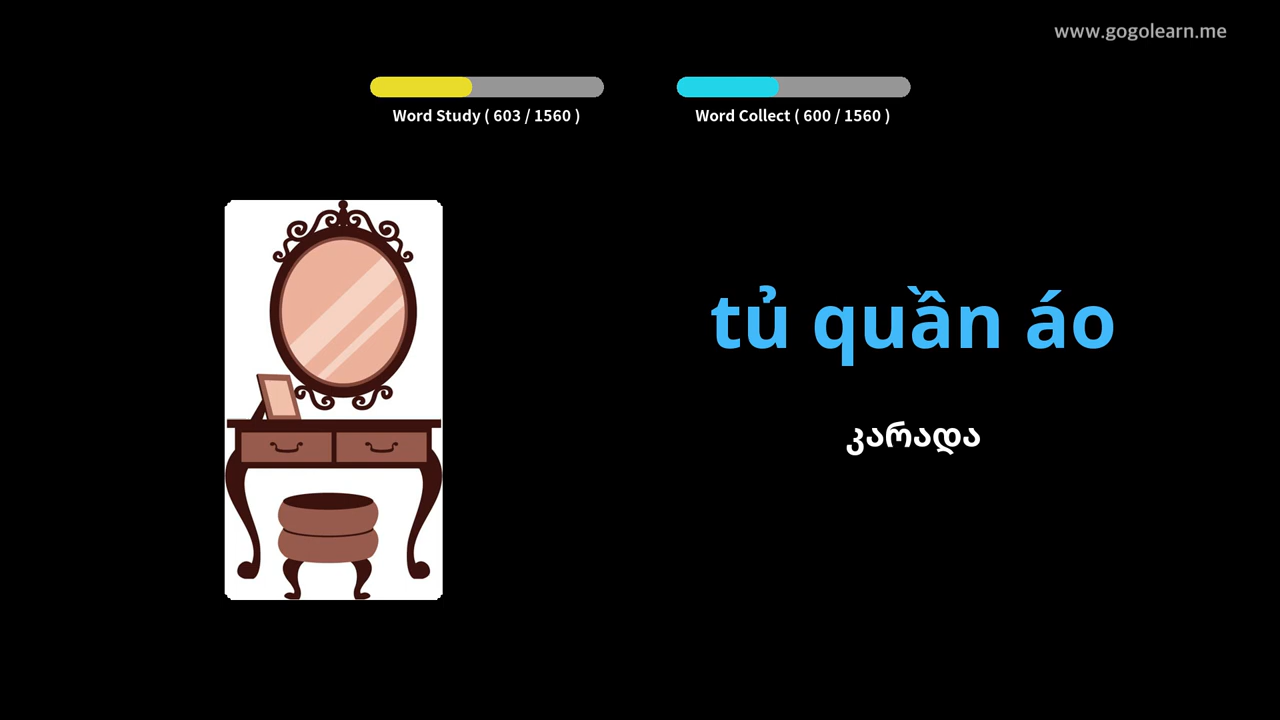 www.gogolearn.me
Word Study ( 603 / 1560 )
Word Collect ( 600 / 1560 )
tủ quần áo
კარადა